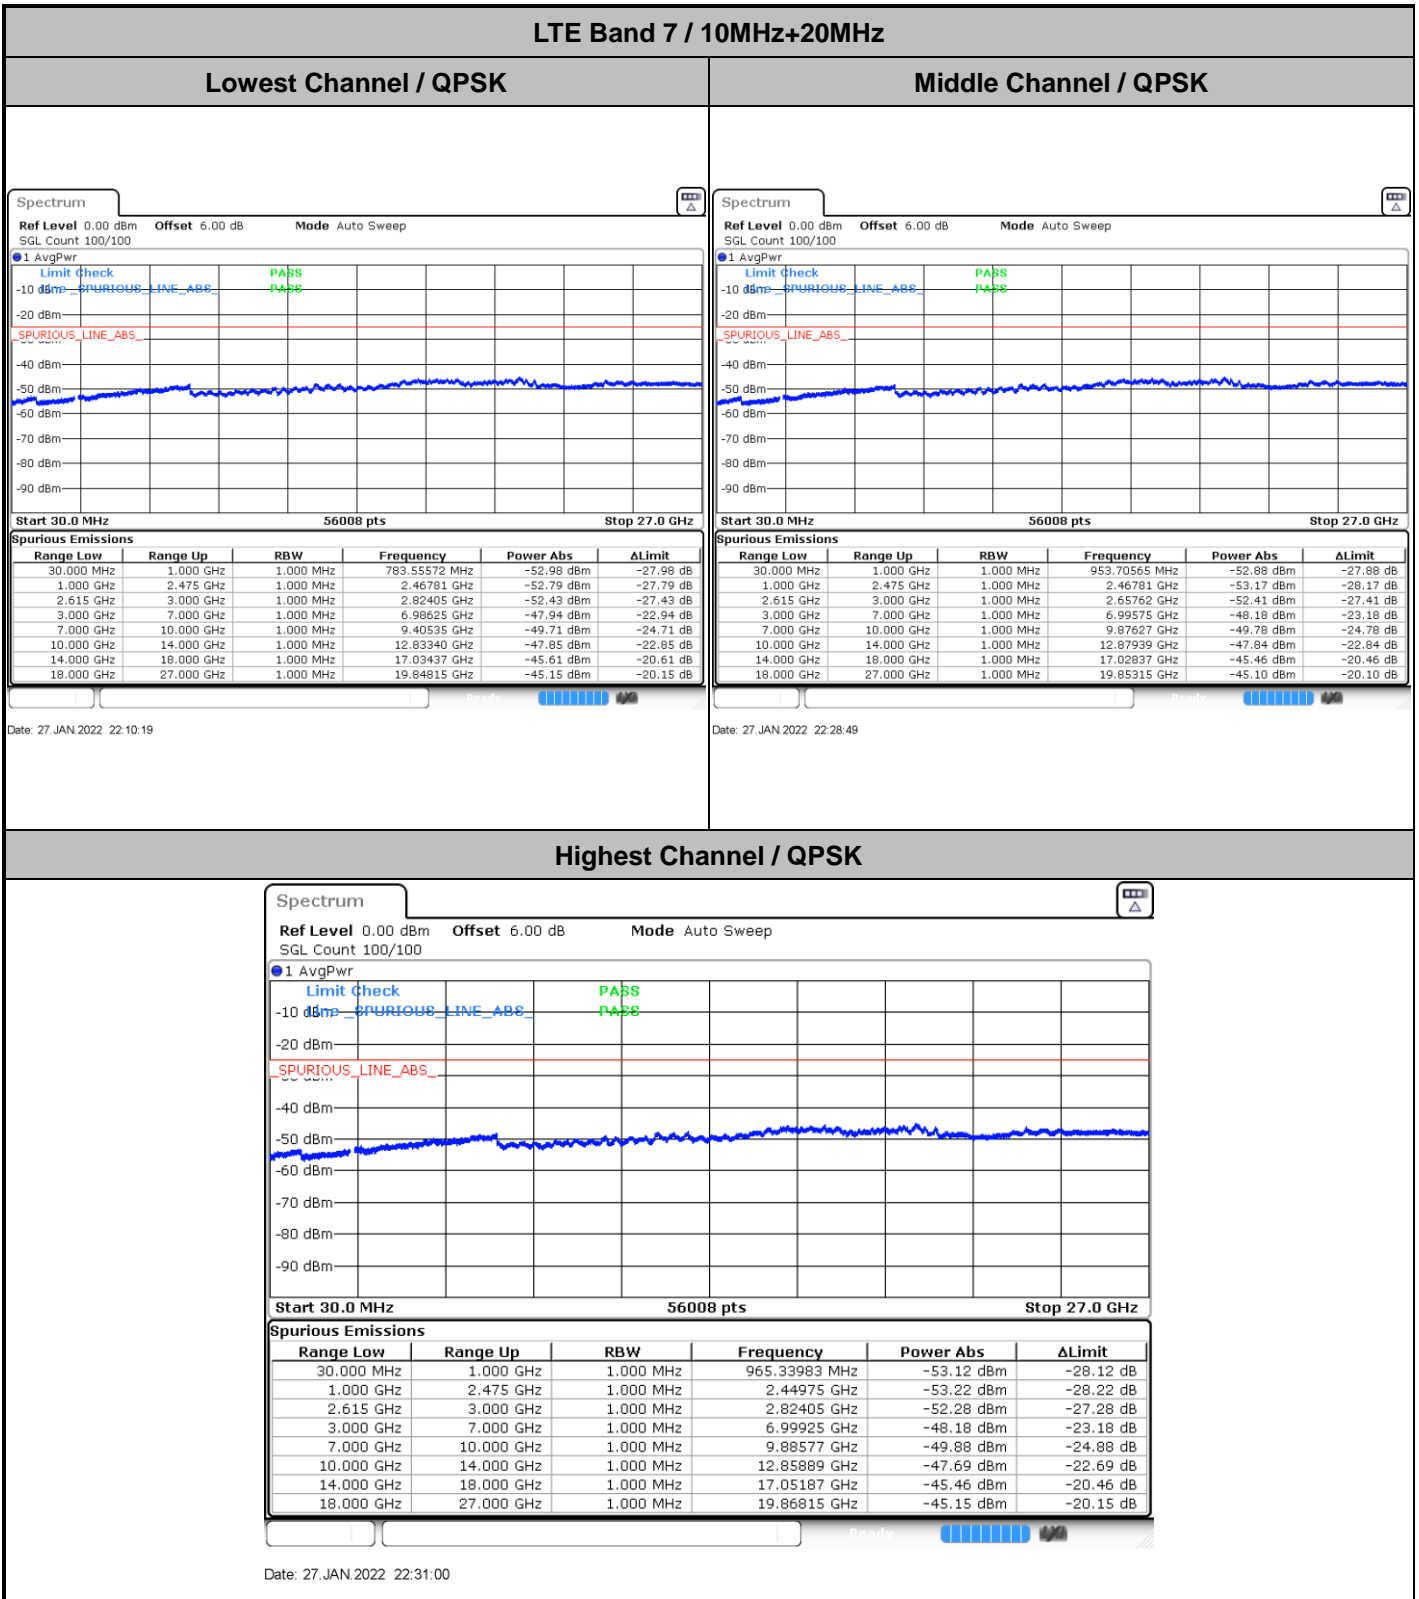 LTE Band 7 / 10MHz+20MHz
Lowest Channel / QPSK
Middle Channel / QPSK
Spectrum
Ref Level 0.00 dBm Offset 6.00 dB Mode Auto Sweep
SGL Count 100/100
1 AvgPwr
Limit Check PASS
-10 dBm Line _SPURIOUS_LINE_ABS_ PASS
-20 dBm
_SPURIOUS_LINE_ABS_
-40 dBm
-50 dBm
-60 dBm
-70 dBm
-80 dBm
-90 dBm
Start 30.0 MHz 56008 pts Stop 27.0 GHz
Spurious Emissions
Range Low Range Up RBW Frequency Power Abs ΔLimit
30.000 MHz 1.000 GHz 1.000 MHz 783.55572 MHz -52.98 dBm -27.98 dB
1.000 GHz 2.475 GHz 1.000 MHz 2.46781 GHz -52.79 dBm -27.79 dB
2.615 GHz 3.000 GHz 1.000 MHz 2.82405 GHz -52.43 dBm -27.43 dB
3.000 GHz 7.000 GHz 1.000 MHz 6.98625 GHz -47.94 dBm -22.94 dB
7.000 GHz 10.000 GHz 1.000 MHz 9.40535 GHz -49.71 dBm -24.71 dB
10.000 GHz 14.000 GHz 1.000 MHz 12.83340 GHz -47.85 dBm -22.85 dB
14.000 GHz 18.000 GHz 1.000 MHz 17.03437 GHz -45.61 dBm -20.61 dB
18.000 GHz 27.000 GHz 1.000 MHz 19.84815 GHz -45.15 dBm -20.15 dB
Ready
Date: 27.JAN.2022 22:10:19
Spectrum
Ref Level 0.00 dBm Offset 6.00 dB Mode Auto Sweep
SGL Count 100/100
1 AvgPwr
Limit Check PASS
-10 dBm Line _SPURIOUS_LINE_ABS_ PASS
-20 dBm
_SPURIOUS_LINE_ABS_
-40 dBm
-50 dBm
-60 dBm
-70 dBm
-80 dBm
-90 dBm
Start 30.0 MHz 56008 pts Stop 27.0 GHz
Spurious Emissions
Range Low Range Up RBW Frequency Power Abs ΔLimit
30.000 MHz 1.000 GHz 1.000 MHz 953.70565 MHz -52.88 dBm -27.88 dB
1.000 GHz 2.475 GHz 1.000 MHz 2.46781 GHz -53.17 dBm -28.17 dB
2.615 GHz 3.000 GHz 1.000 MHz 2.65762 GHz -52.41 dBm -27.41 dB
3.000 GHz 7.000 GHz 1.000 MHz 6.99575 GHz -48.18 dBm -23.18 dB
7.000 GHz 10.000 GHz 1.000 MHz 9.87627 GHz -49.78 dBm -24.78 dB
10.000 GHz 14.000 GHz 1.000 MHz 12.87939 GHz -47.84 dBm -22.84 dB
14.000 GHz 18.000 GHz 1.000 MHz 17.02837 GHz -45.46 dBm -20.46 dB
18.000 GHz 27.000 GHz 1.000 MHz 19.85315 GHz -45.10 dBm -20.10 dB
Ready
Date: 27.JAN.2022 22:28:49
Highest Channel / QPSK
Spectrum
Ref Level 0.00 dBm Offset 6.00 dB Mode Auto Sweep
SGL Count 100/100
1 AvgPwr
Limit Check PASS
-10 dBm Line _SPURIOUS_LINE_ABS_ PASS
-20 dBm
_SPURIOUS_LINE_ABS_
-40 dBm
-50 dBm
-60 dBm
-70 dBm
-80 dBm
-90 dBm
Start 30.0 MHz 56008 pts Stop 27.0 GHz
Spurious Emissions
Range Low Range Up RBW Frequency Power Abs ΔLimit
30.000 MHz 1.000 GHz 1.000 MHz 965.33983 MHz -53.12 dBm -28.12 dB
1.000 GHz 2.475 GHz 1.000 MHz 2.44975 GHz -53.22 dBm -28.22 dB
2.615 GHz 3.000 GHz 1.000 MHz 2.82405 GHz -52.28 dBm -27.28 dB
3.000 GHz 7.000 GHz 1.000 MHz 6.99925 GHz -48.18 dBm -23.18 dB
7.000 GHz 10.000 GHz 1.000 MHz 9.88577 GHz -49.88 dBm -24.88 dB
10.000 GHz 14.000 GHz 1.000 MHz 12.85889 GHz -47.69 dBm -22.69 dB
14.000 GHz 18.000 GHz 1.000 MHz 17.05187 GHz -45.46 dBm -20.46 dB
18.000 GHz 27.000 GHz 1.000 MHz 19.86815 GHz -45.15 dBm -20.15 dB
Ready
Date: 27.JAN.2022 22:31:00